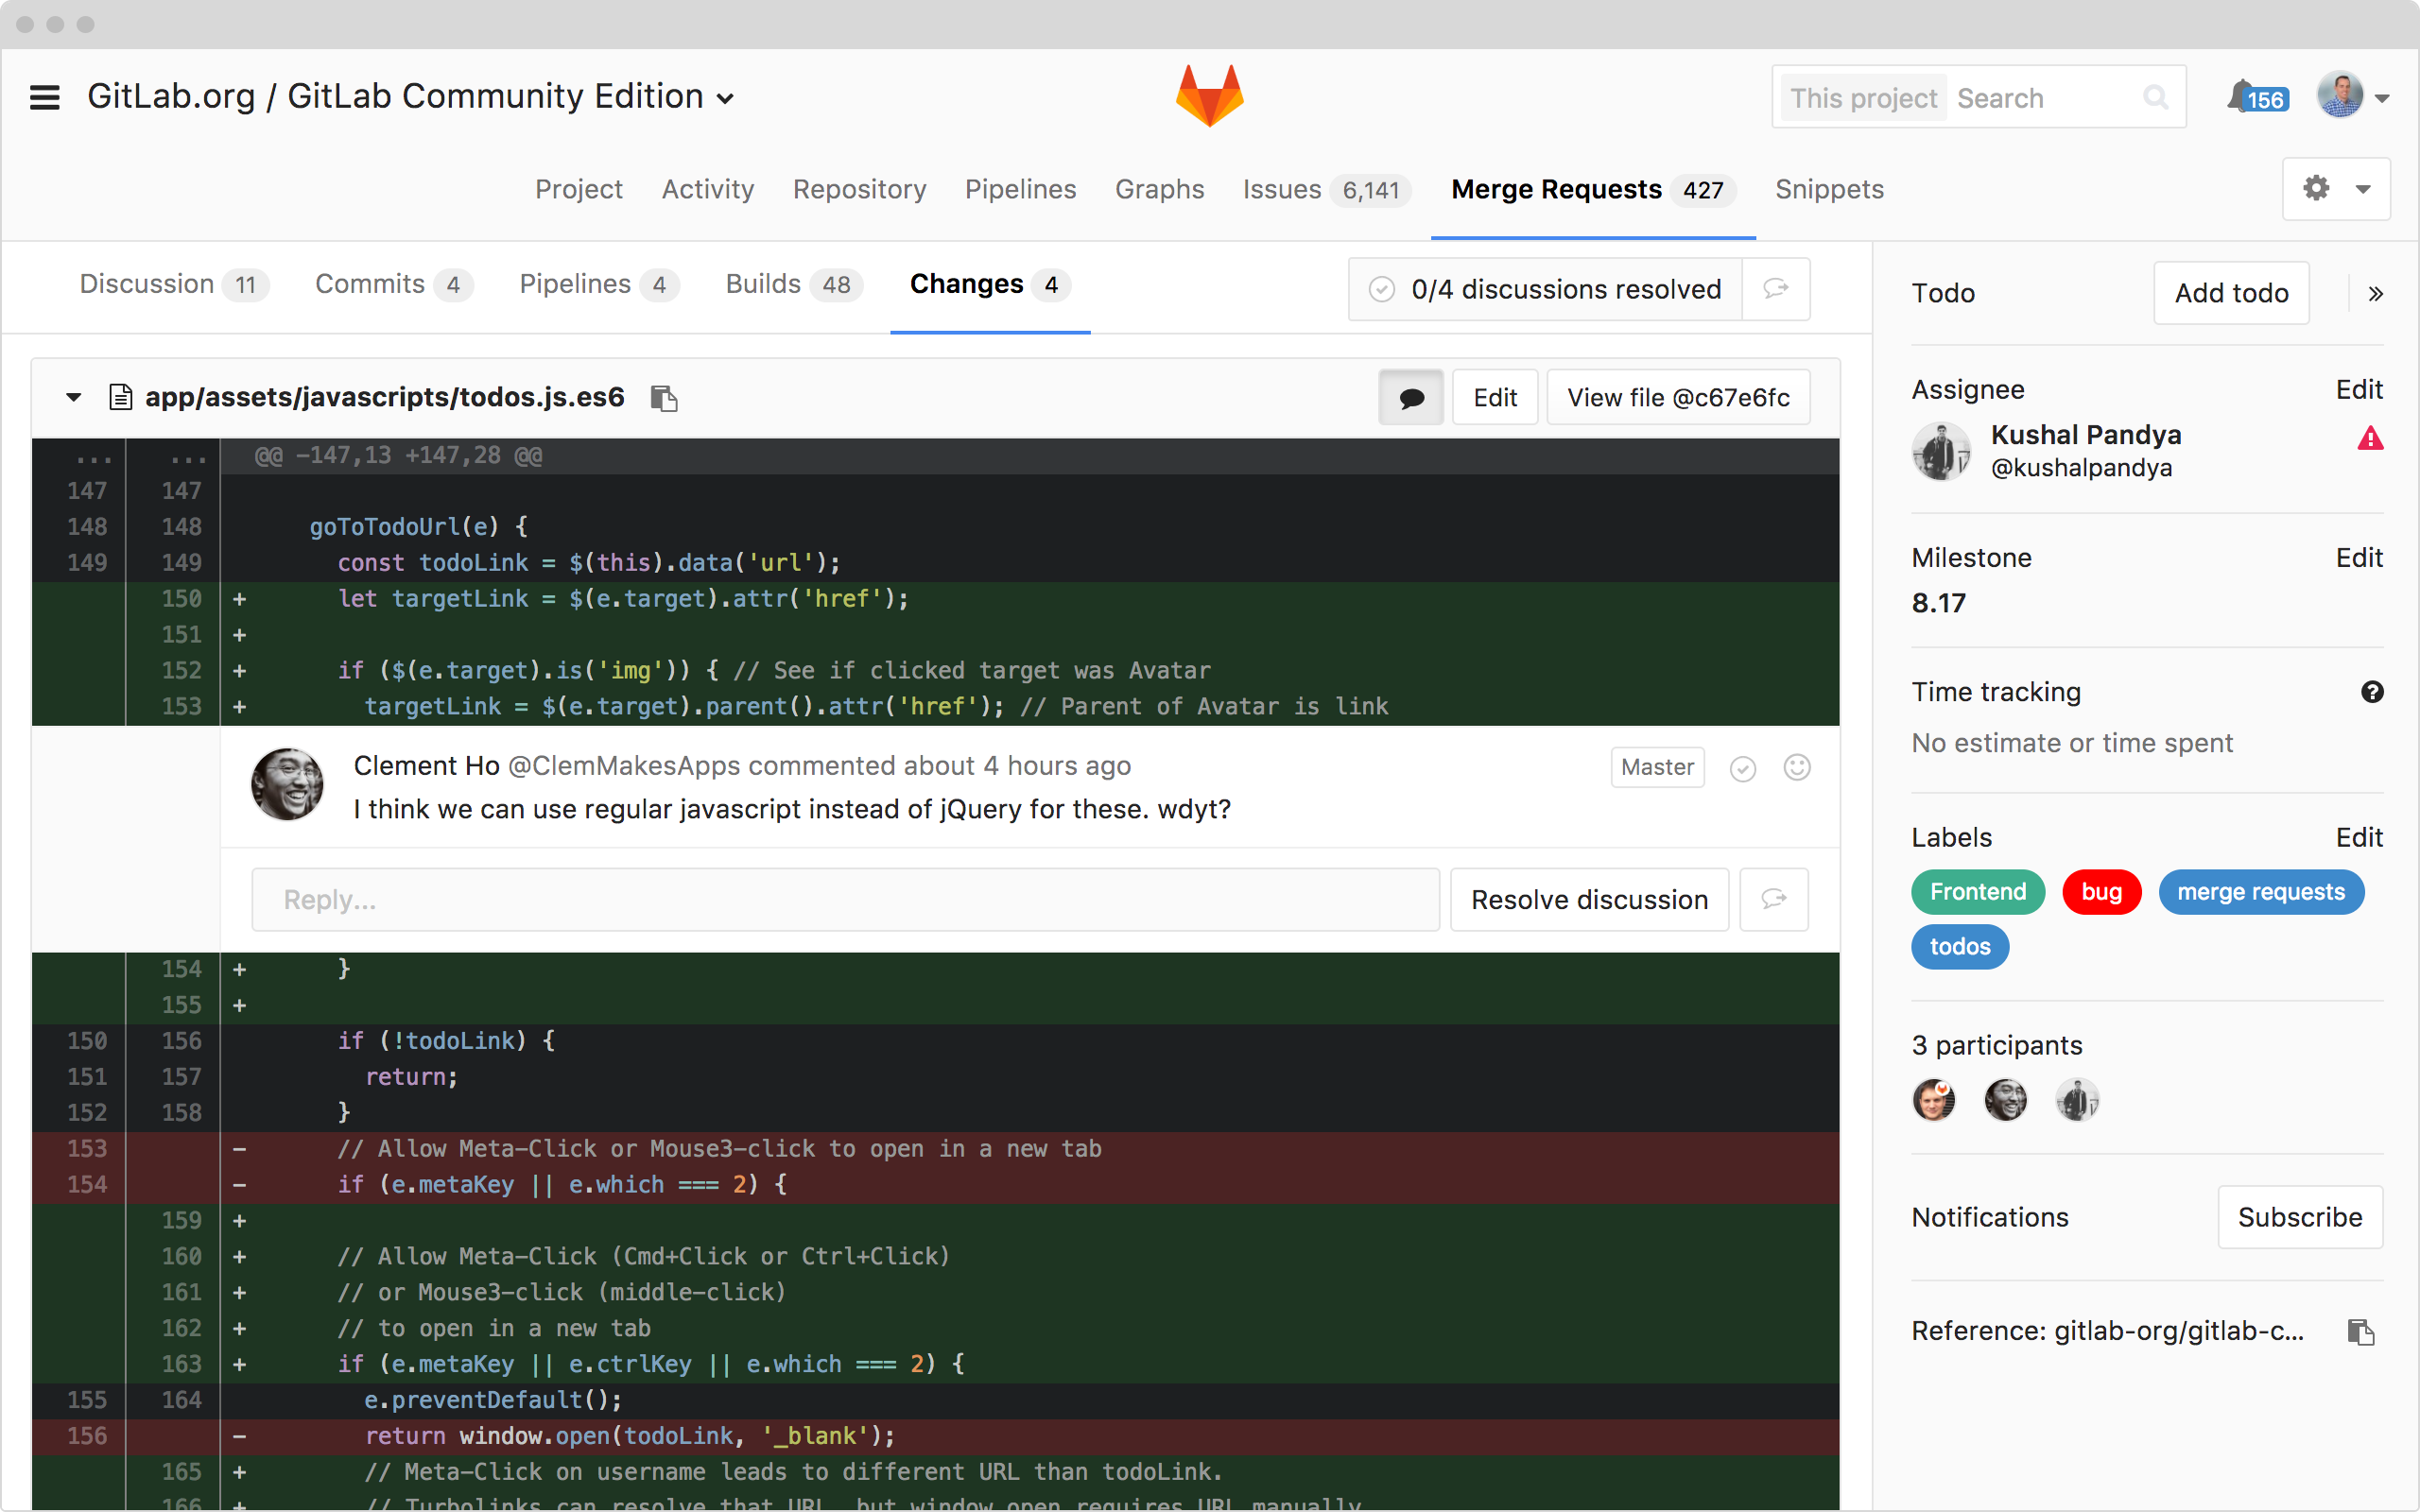 GitLab.org / GitLab Community Edition
This project Search
156
Project Activity Repository Pipelines Graphs Issues 6,141 Merge Requests 427 Snippets
Discussion 11 Commits 4 Pipelines 4 Builds 48 Changes 4
0/4 discussions resolved
app/assets/javascripts/todos.js.es6
Edit View file @c67e6fc
... ... @@ -147,13 +147,28 @@
147 147
148 148 goToTodoUrl(e) {
149 149 const todoLink = $(this).data('url');
150 + let targetLink = $(e.target).attr('href');
151 +
152 + if ($(e.target).is('img')) { // See if clicked target was Avatar
153 + targetLink = $(e.target).parent().attr('href'); // Parent of Avatar is link
Clement Ho @ClemMakesApps commented about 4 hours ago
Master
I think we can use regular javascript instead of jQuery for these. wdyt?
Reply...
Resolve discussion
154 + }
155 +
150 156 if (!todoLink) {
151 157 return;
152 158 }
153 - // Allow Meta-Click or Mouse3-click to open in a new tab
154 - if (e.metaKey || e.which === 2) {
159 +
160 + // Allow Meta-Click (Cmd+Click or Ctrl+Click)
161 + // or Mouse3-click (middle-click)
162 + // to open in a new tab
163 + if (e.metaKey || e.ctrlKey || e.which === 2) {
155 164 e.preventDefault();
156 - return window.open(todoLink, '_blank');
165 + // Meta-Click on username leads to different URL than todoLink.
166 + // Turbolinks can resolve that URL, but window.open requires URL manually
Todo Add todo
Assignee Edit
Kushal Pandya
@kushalpandya
Milestone Edit
8.17
Time tracking
No estimate or time spent
Labels Edit
Frontend bug merge requests
todos
3 participants
Notifications Subscribe
Reference: gitlab-org/gitlab-c...